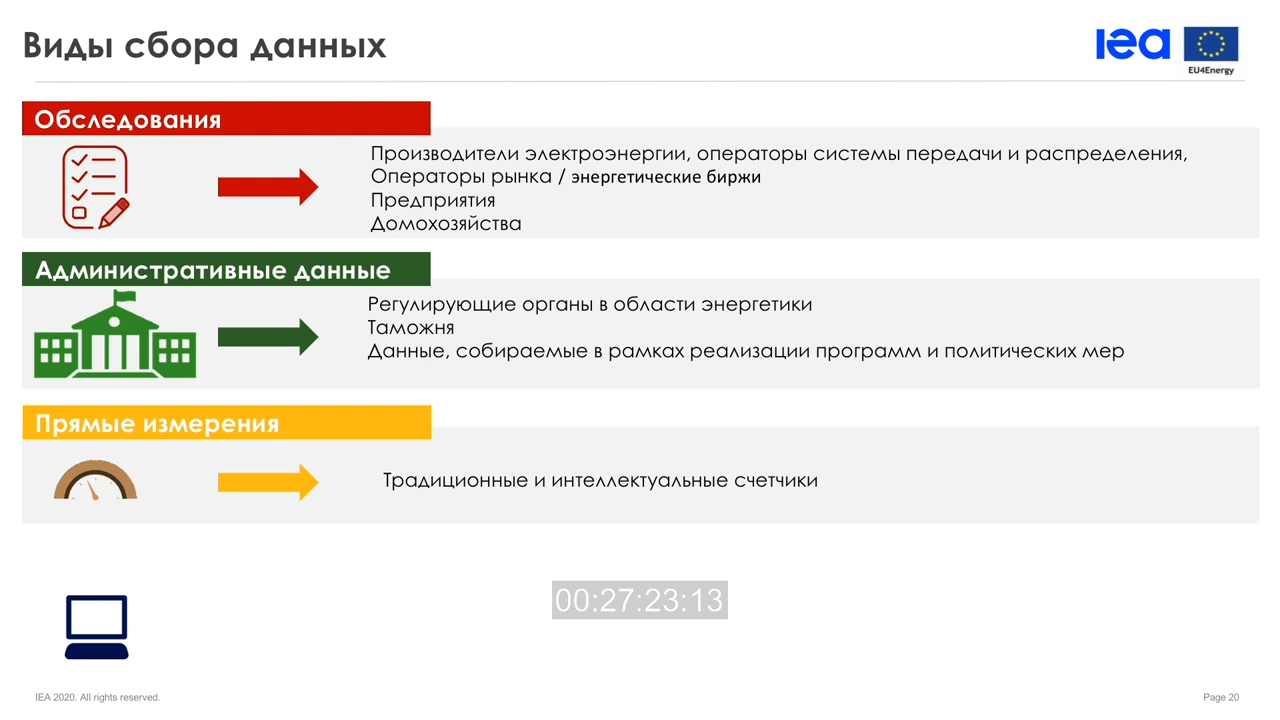 Виды сбора данных
iea
EU4Energy
Обследования
Производители электроэнергии, операторы системы передачи и распределения,
Операторы рынка / энергетические биржи
Предприятия
Домохозяйства
Административные данные
Регулирующие органы в области энергетики
Таможня
Данные, собираемые в рамках реализации программ и политических мер
Прямые измерения
Традиционные и интеллектуальные счетчики
00:27:23:13
IEA 2020. All rights reserved.
Page 20